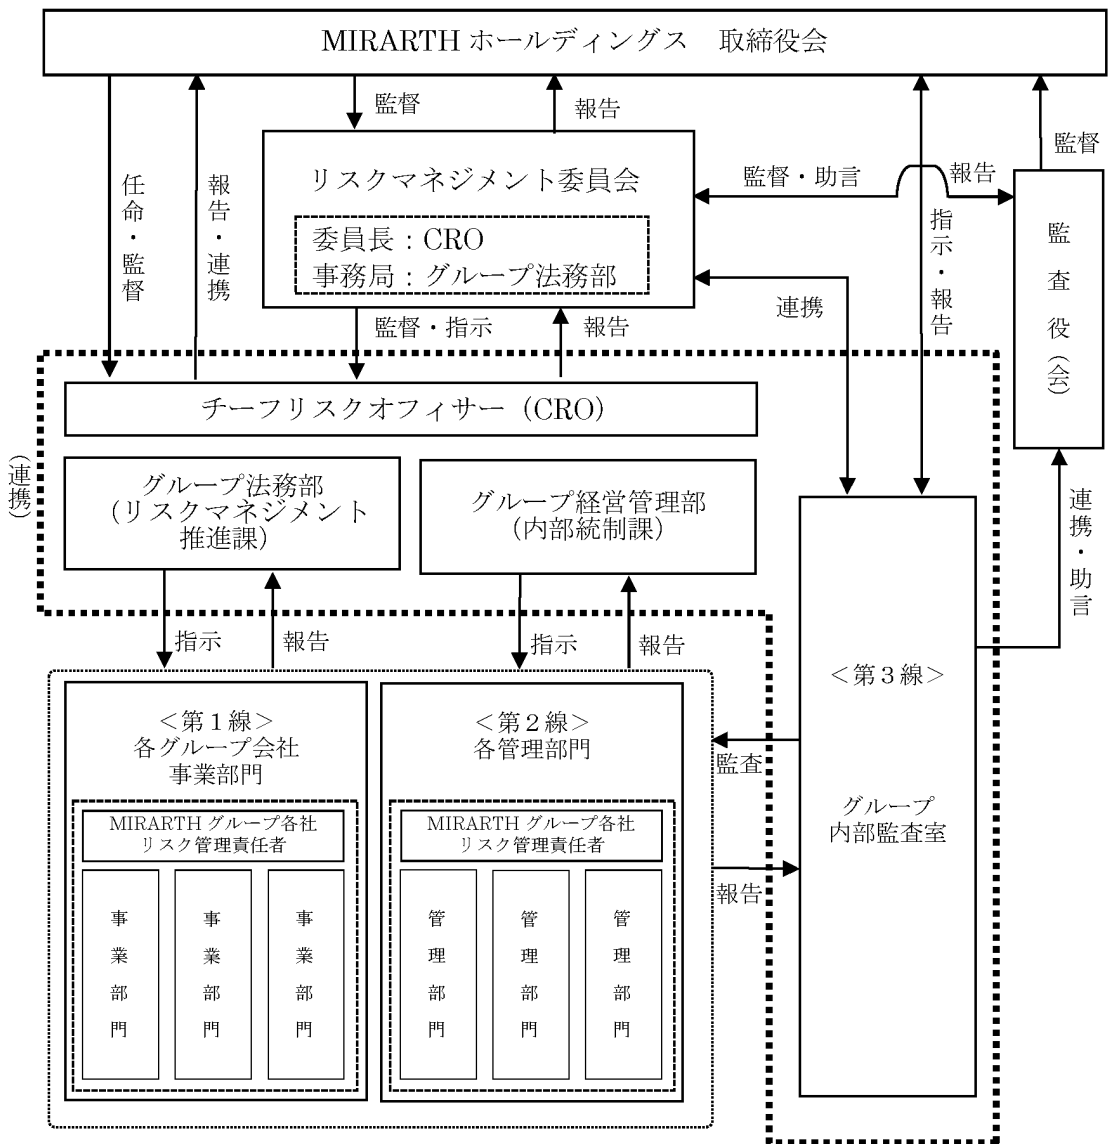 MIRARTH ホールディングス　取締役会
監督
報告
任命・監督
報告・連携
リスクマネジメント委員会
委員長：CRO
事務局：グループ法務部
監督・助言
報告
監督
指示・報告
連携
監査役（会）
監督・指示
報告
チーフリスクオフィサー（CRO）
（連携）
グループ法務部
（リスクマネジメント
推進課）
グループ経営管理部
（内部統制課）
連携・助言
指示
報告
指示
報告
＜第１線＞
各グループ会社
事業部門
MIRARTH グループ各社
リスク管理責任者
事業部門
事業部門
事業部門
＜第２線＞
各管理部門
MIRARTH グループ各社
リスク管理責任者
管理部門
管理部門
管理部門
監査
報告
＜第３線＞
グループ
内部監査室